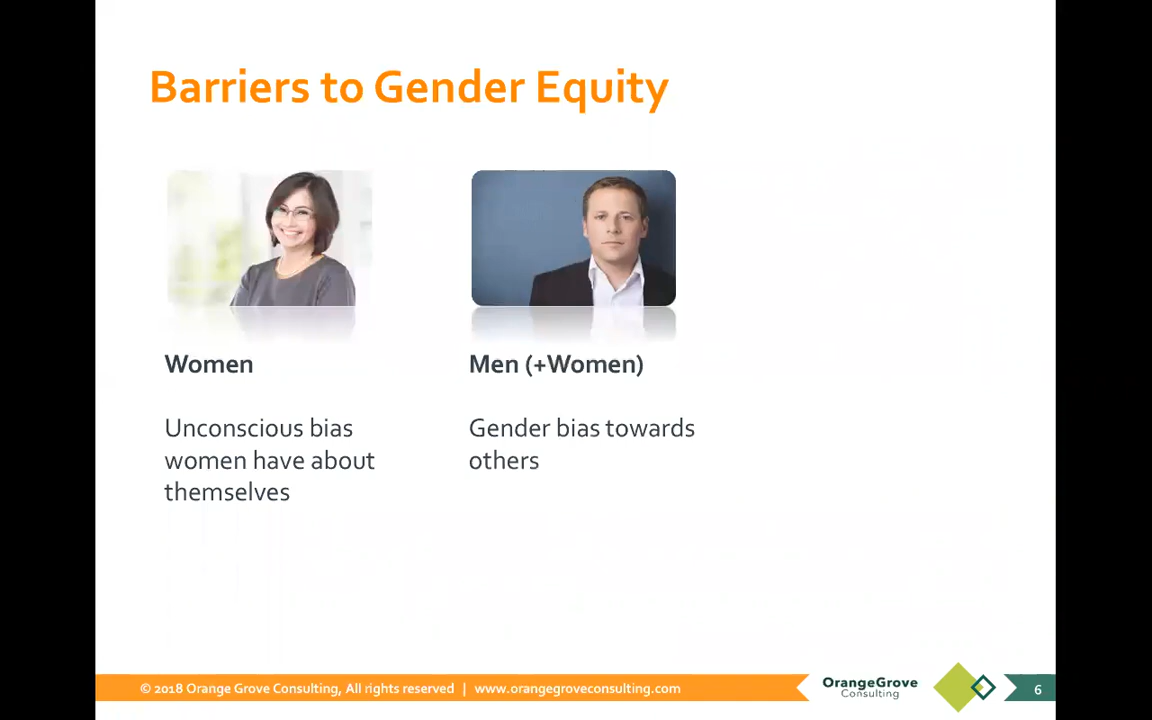 Barriers to Gender Equity
Women
Unconscious bias
women have about
themselves
Men (+Women)
Gender bias towards
others
© 2018 Orange Grove Consulting, All rights reserved | www.orangegroveconsulting.com
OrangeGrove
Consulting
6